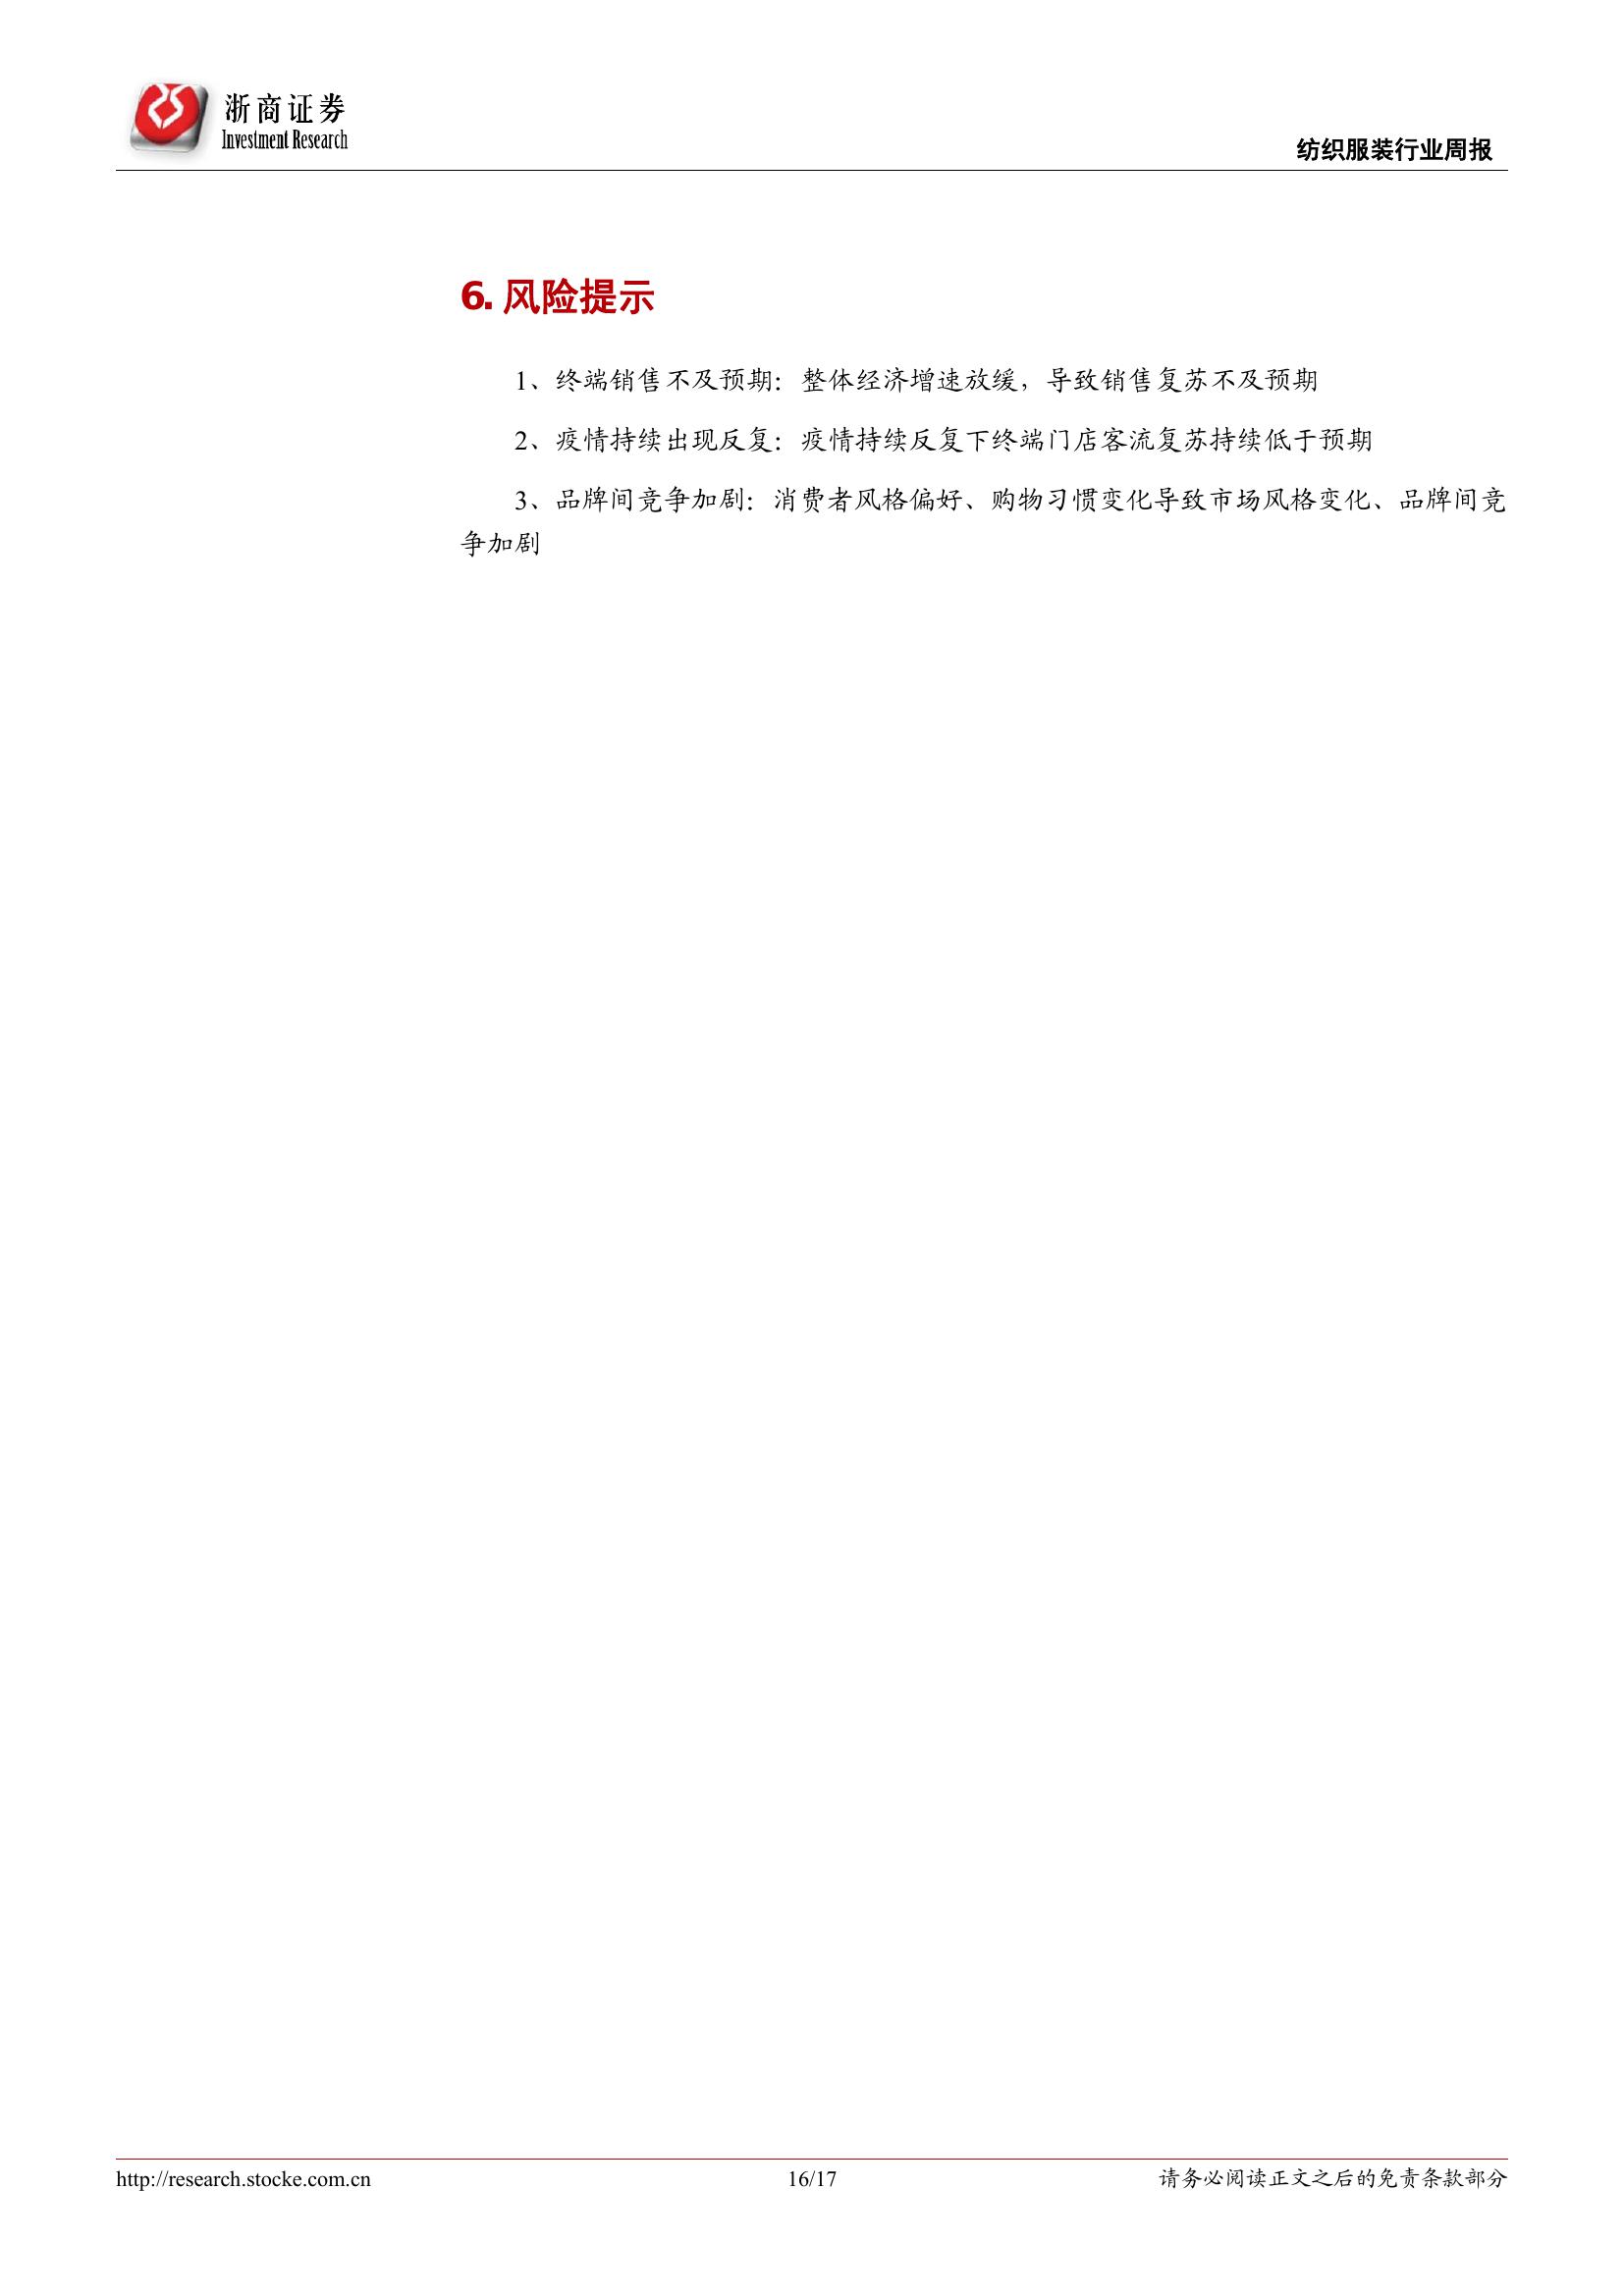 浙商证券
Investment Research
纺织服装行业周报
6. 风险提示
1、终端销售不及预期：整体经济增速放缓，导致销售复苏不及预期
2、疫情持续出现反复：疫情持续反复下终端门店客流复苏持续低于预期
3、品牌间竞争加剧：消费者风格偏好、购物习惯变化导致市场风格变化、品牌间竞
争加剧
http://research.stocke.com.cn
16/17
请务必阅读正文之后的免责条款部分